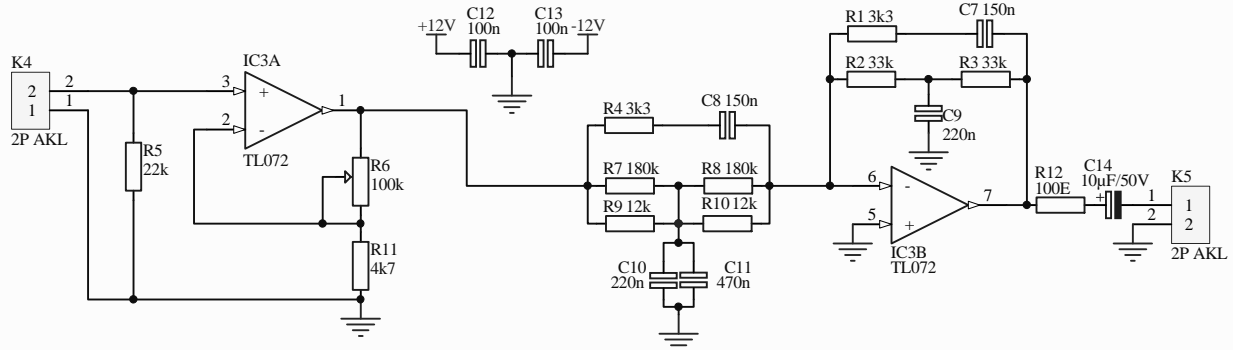 K4
2
1
2P AKL
2
1
R5
22k
IC3A
3
+
2
-
1
TL072
R6
100k
R11
4k7
+12V
C12
100n
C13
100n
-12V
R4 3k3
C8 150n
R7 180k
R8 180k
R9 12k
R10 12k
C10
220n
C11
470n
R1 3k3
C7 150n
R2 33k
R3 33k
C9
220n
6
-
5
+
7
IC3B
TL072
R12
100E
C14
10µF/50V
+
K5
1
2
1
2
2P AKL